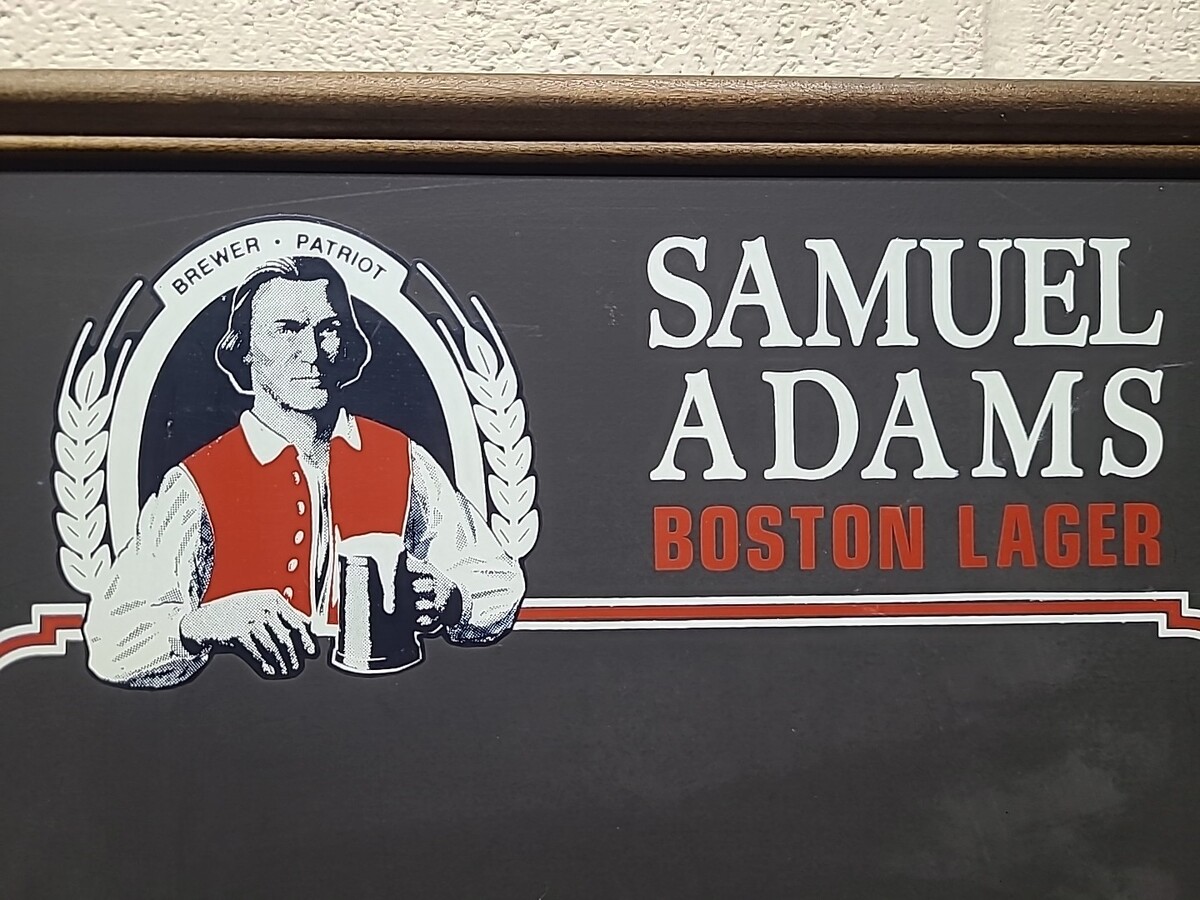 BREWER · PATRIOT
SAMUEL
ADAMS
BOSTON LAGER